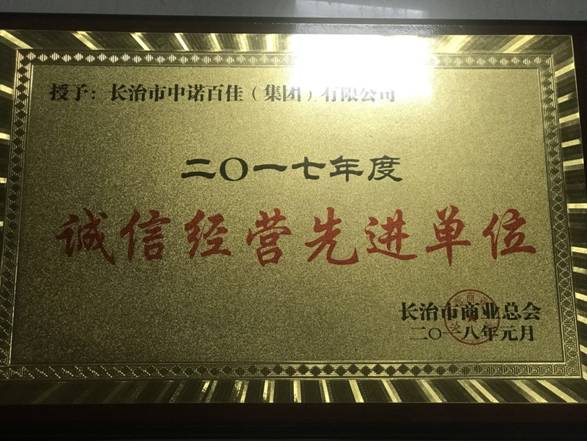 授予：长治市中诺百佳（集团）有限公司
二〇一七年度
诚信经营先进单位
长治市商业总会
二〇一八年元月